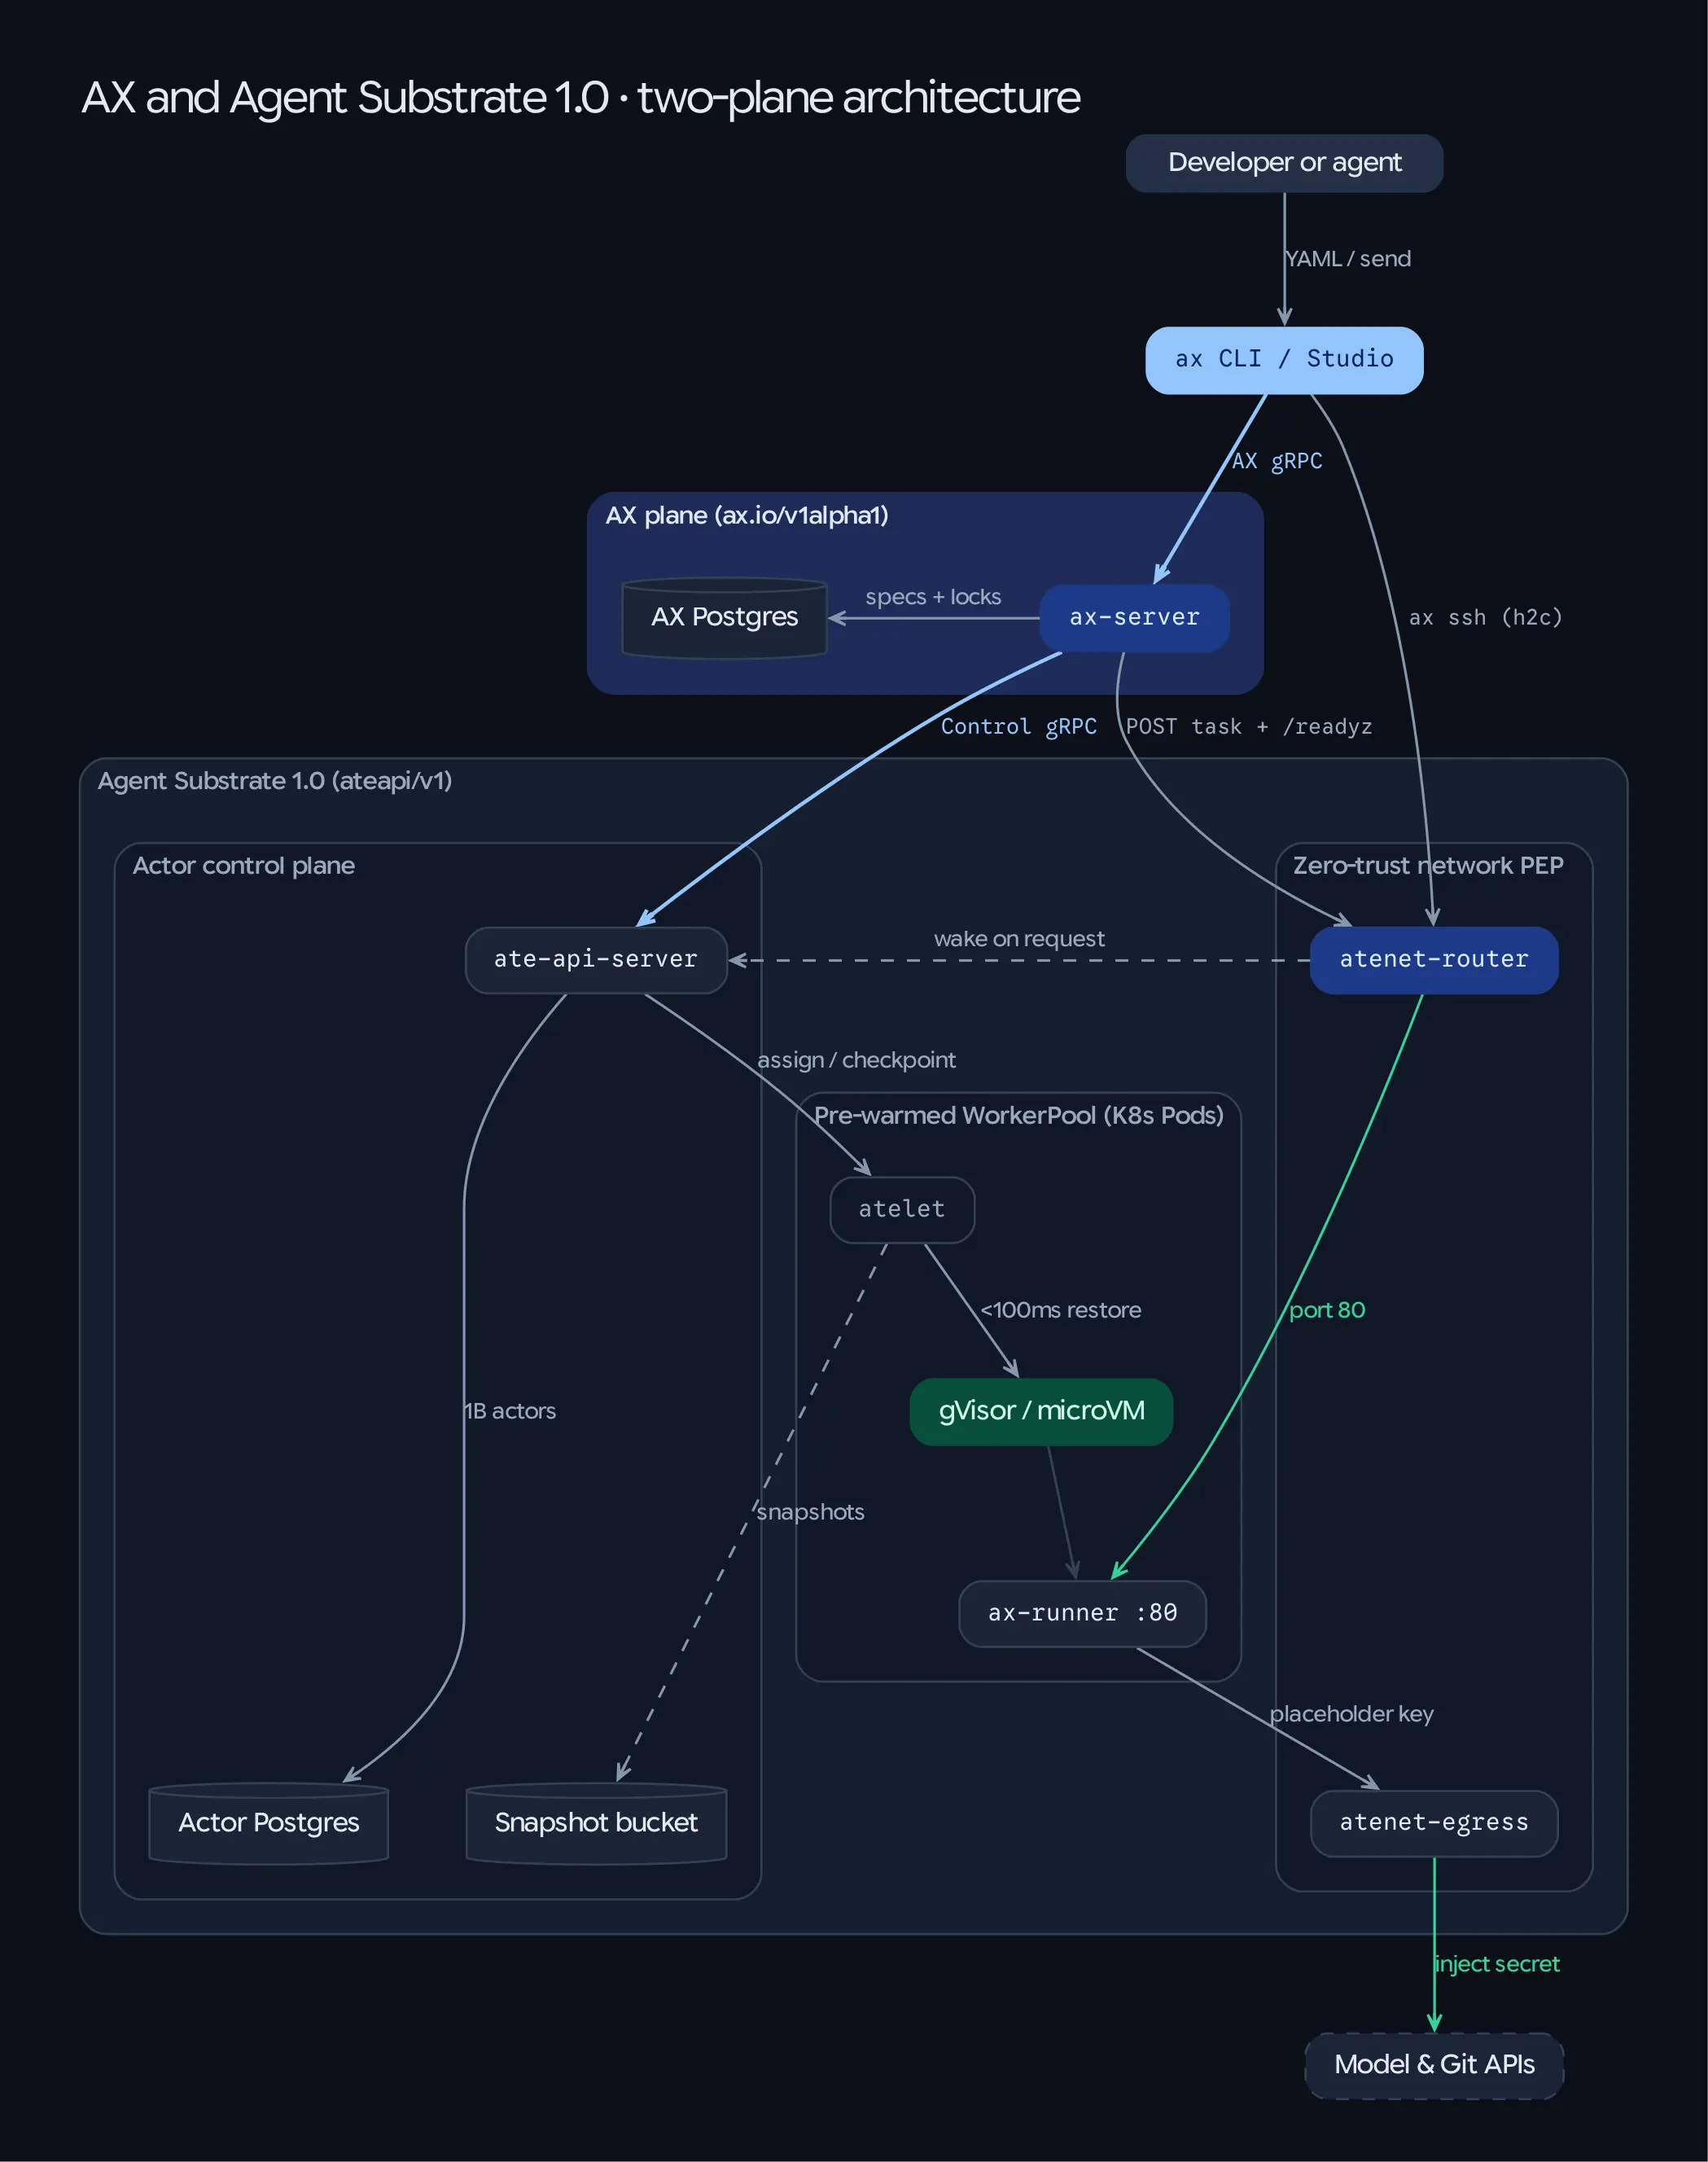 AX and Agent Substrate 1.0 · two-plane architecture
Developer or agent
YAML / send
ax CLI / Studio
AX gRPC
AX plane (ax.io/v1alpha1)
AX Postgres
specs + locks
ax-server
ax ssh (h2c)
Control gRPC
POST task + /readyz
Agent Substrate 1.0 (ateapi/v1)
Actor control plane
Zero-trust network PEP
ate-api-server
wake on request
atenet-router
assign / checkpoint
Pre-warmed WorkerPool (K8s Pods)
atelet
<100ms restore
port 80
gVisor / microVM
1B actors
snapshots
ax-runner :80
placeholder key
Actor Postgres
Snapshot bucket
atenet-egress
inject secret
Model & Git APIs